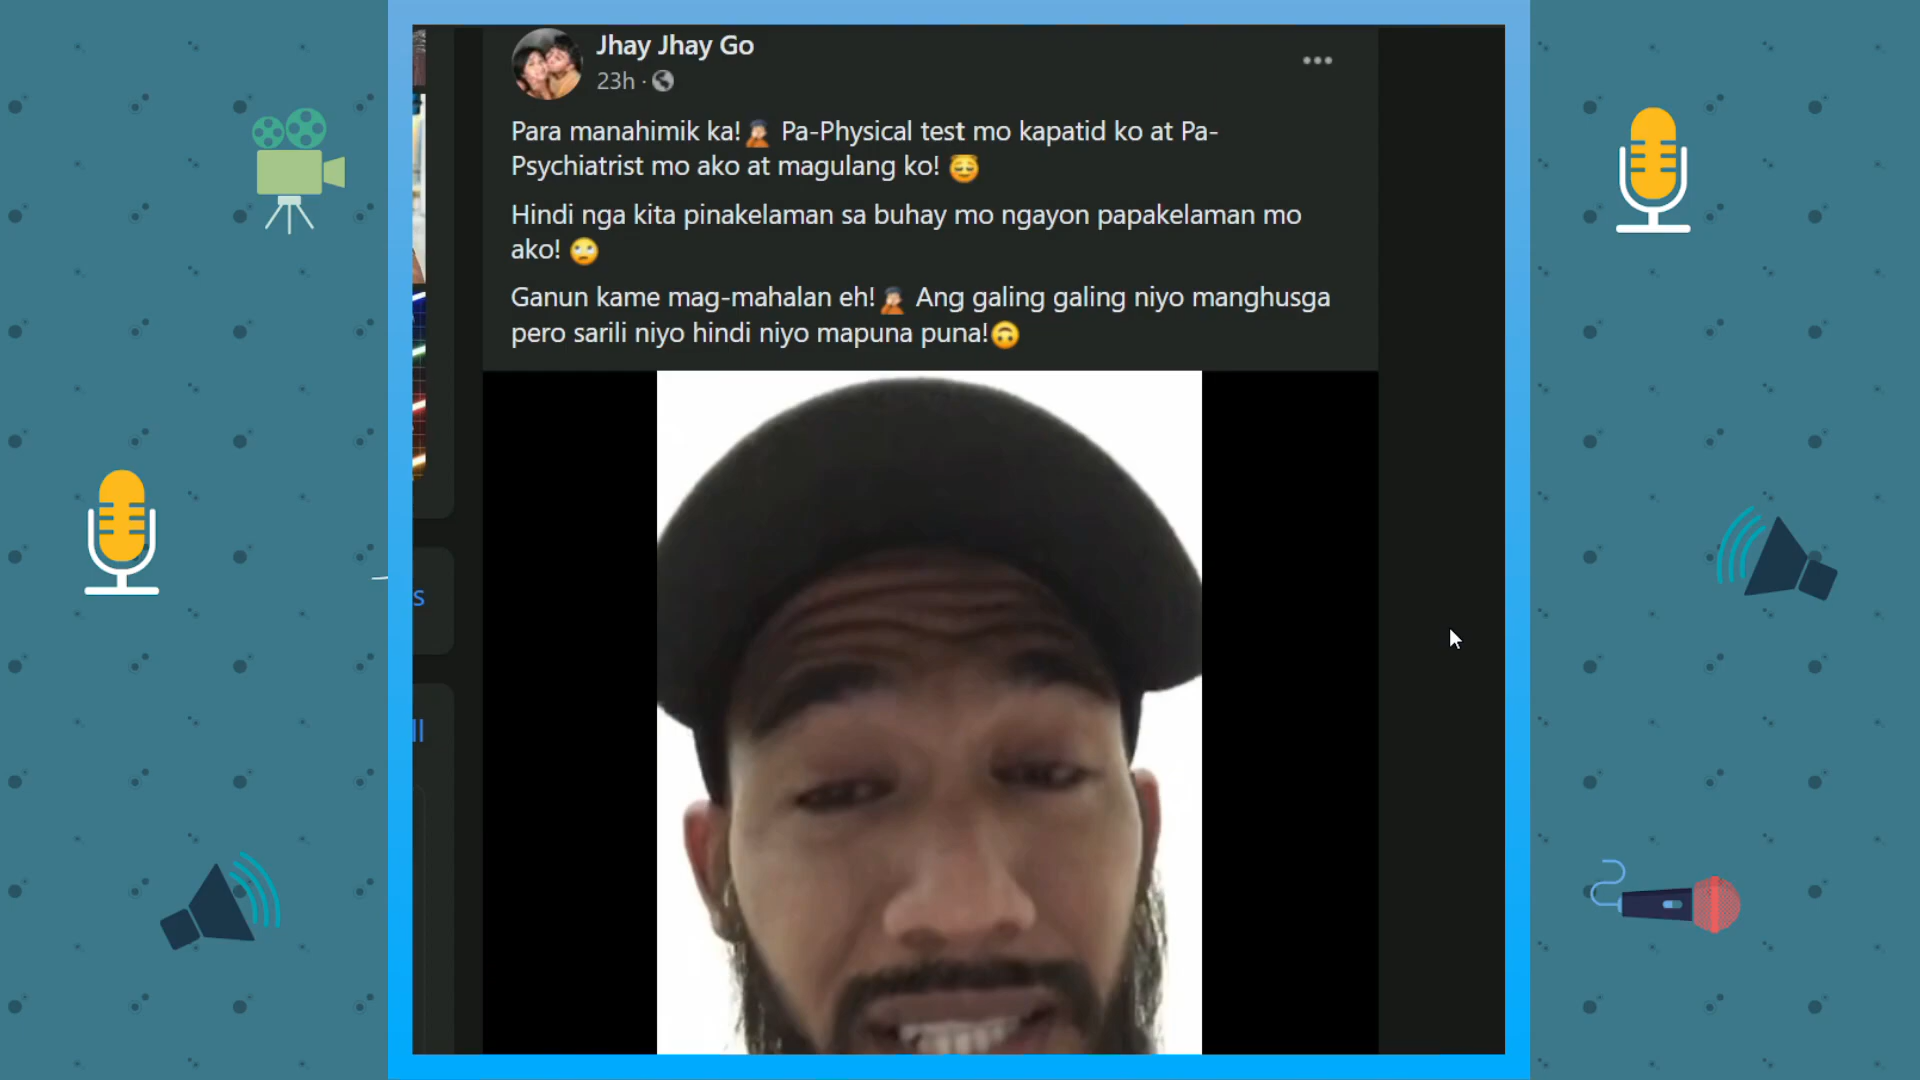 Jhay Jhay Go
23h ·
Para manahimik ka!🤦 Pa-Physical test mo kapatid ko at Pa-
Psychiatrist mo ako at magulang ko! 😇
Hindi nga kita pinakelaman sa buhay mo ngayon papakelaman mo
ako! 🙄
Ganun kame mag-mahalan eh!🤦 Ang galing galing niyo manghusga
pero sarili niyo hindi niyo mapuna puna!🙃
s
ll